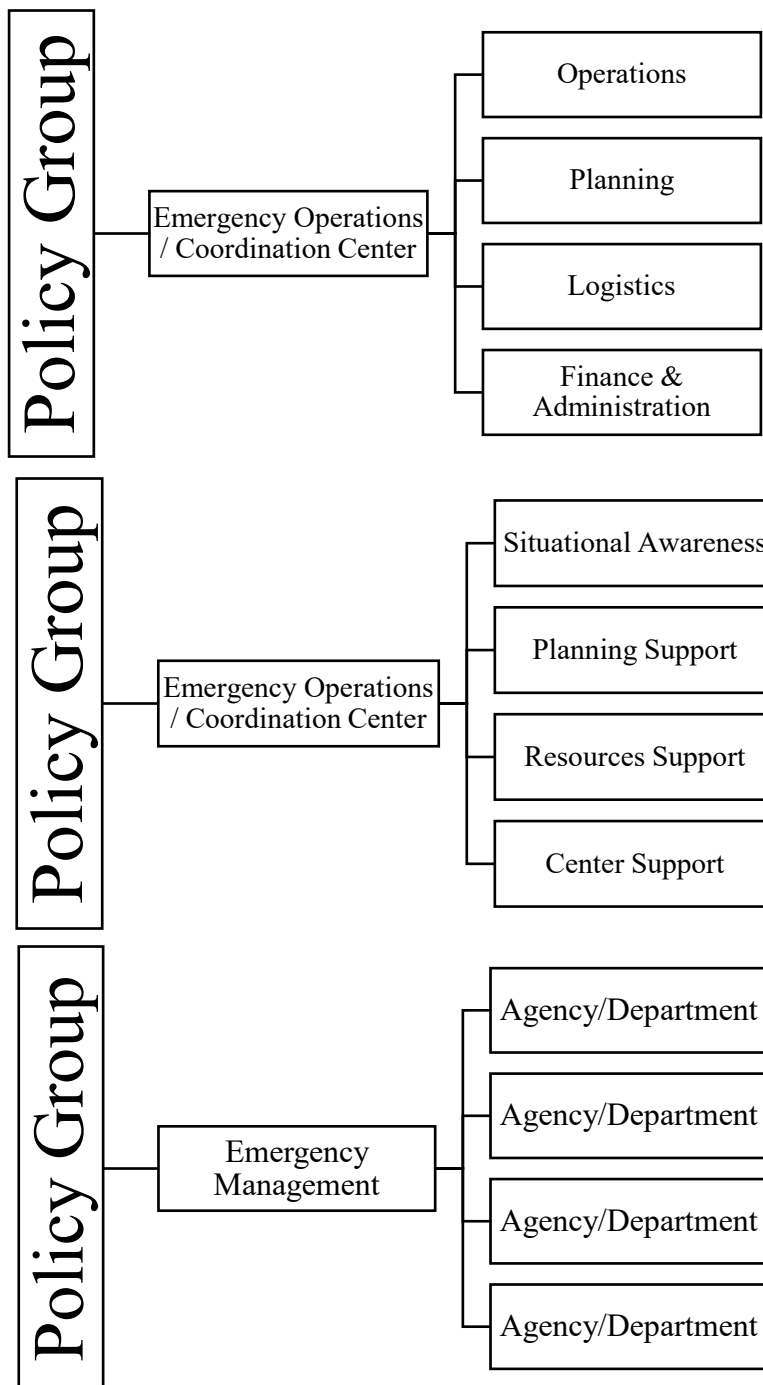 Policy Group
Emergency Operations
/ Coordination Center
Operations
Planning
Logistics
Finance &
Administration
Policy Group
Emergency Operations
/ Coordination Center
Situational Awareness
Planning Support
Resources Support
Center Support
Policy Group
Emergency
Management
Agency/Department
Agency/Department
Agency/Department
Agency/Department